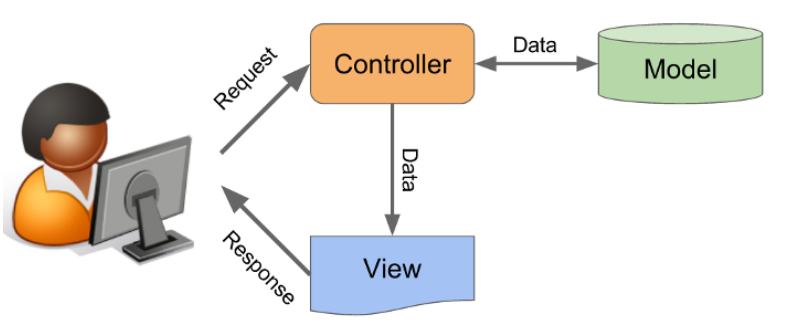 Request
Controller
Data
Model
Data
View
Response